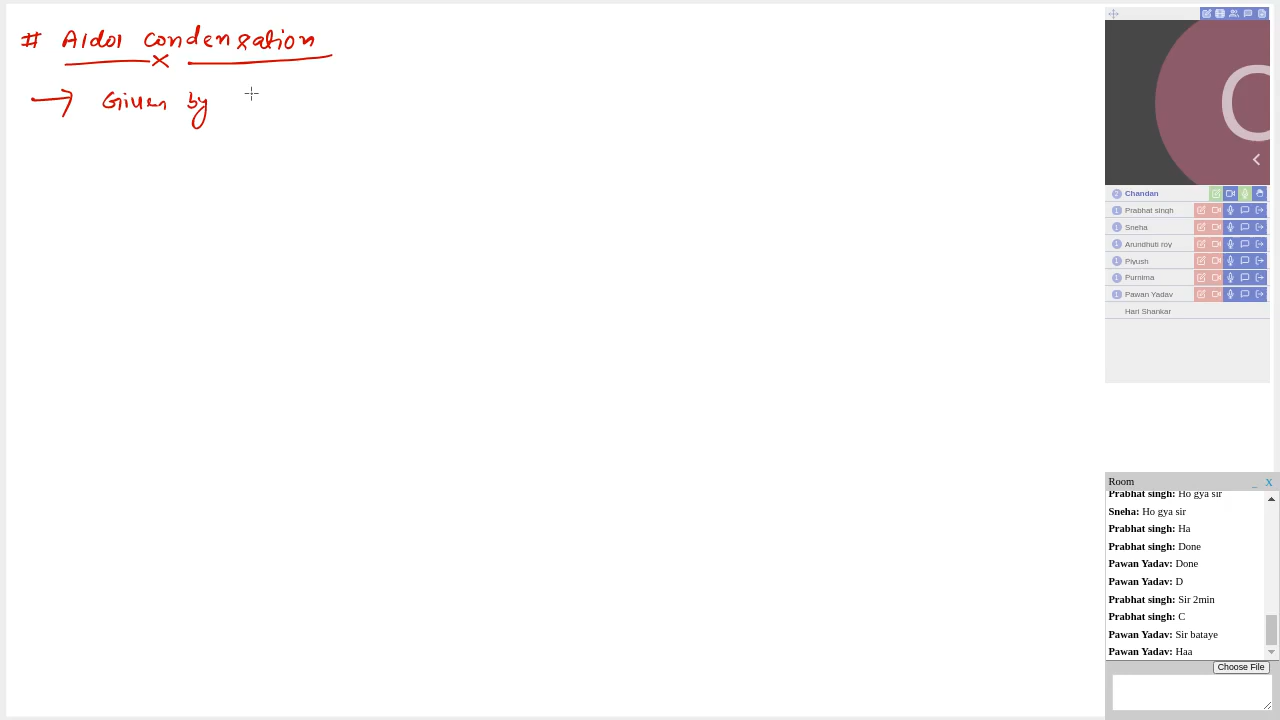 # Aldol Condensation
→ Given by
C
Chandan
Prabhat singh
Sneha
Arundhuti roy
Piyush
Purnima
Pawan Yadav
Hari Shankar
Room _ X
Prabhat singh: Ho gya sir
Sneha: Ho gya sir
Prabhat singh: Ha
Prabhat singh: Done
Pawan Yadav: Done
Pawan Yadav: D
Prabhat singh: Sir 2min
Prabhat singh: C
Pawan Yadav: Sir bataye
Pawan Yadav: Haa
Choose File